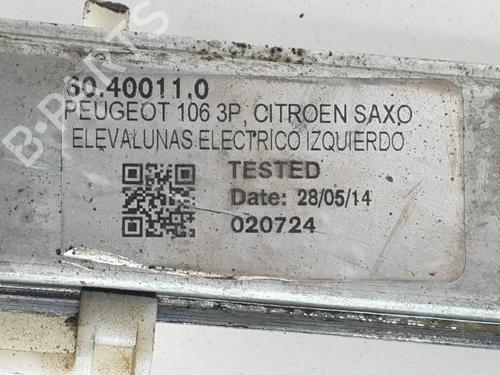 60.40011.0
PEUGEOT 106 3P, CITROEN SAXO
ELEVALUNAS ELECTRICO IZQUIERDO
TESTED
Date: 28/05/14
020724
B-PARTS